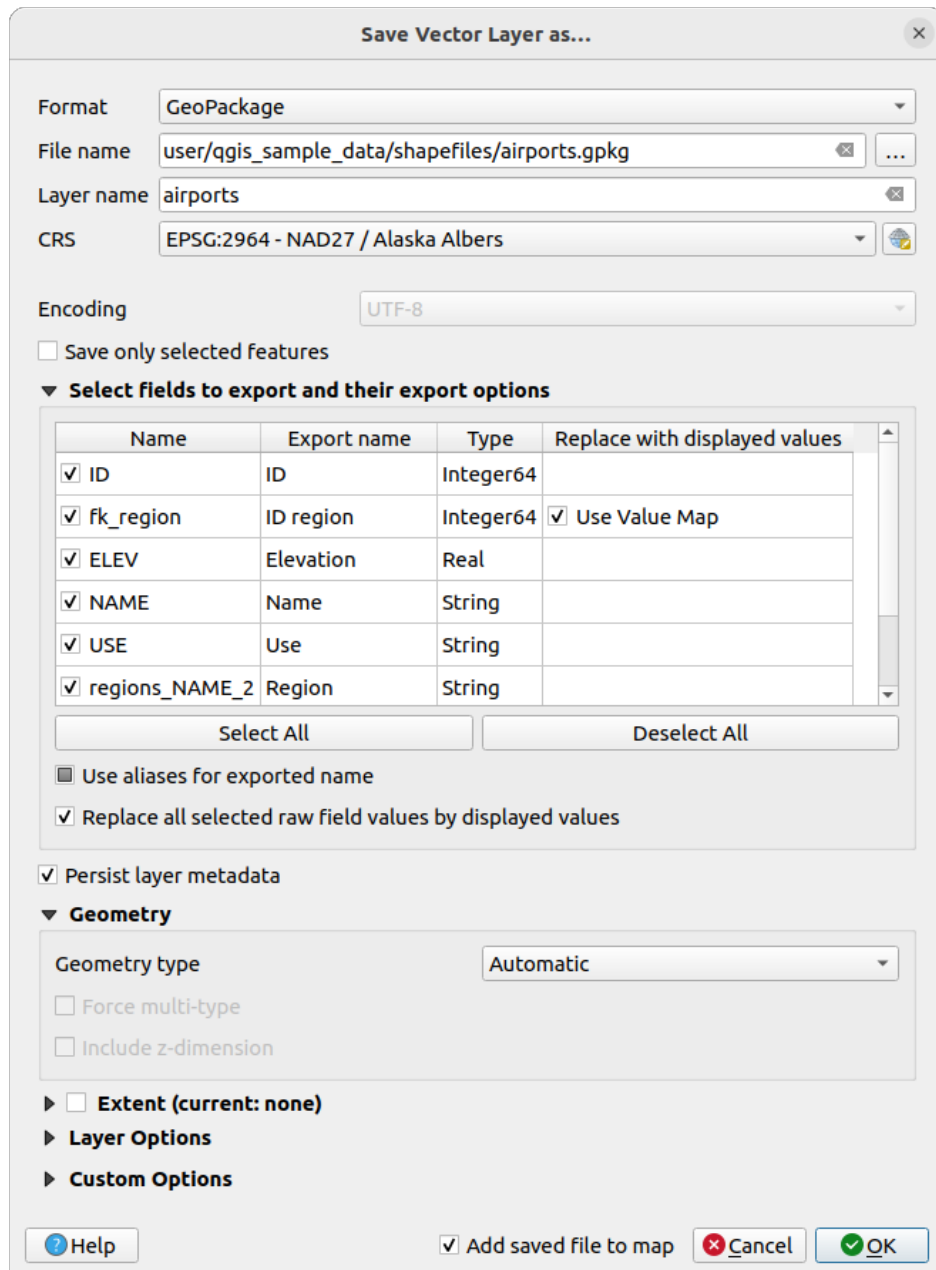 Save Vector Layer as...
Format GeoPackage
File name user/qgis_sample_data/shapefiles/airports.gpkg ...
Layer name airports
CRS EPSG:2964 - NAD27 / Alaska Albers
Encoding UTF-8
Save only selected features
Select fields to export and their export options
Name Export name Type Replace with displayed values
ID ID Integer64
fk_region ID region Integer64 Use Value Map
ELEV Elevation Real
NAME Name String
USE Use String
regions_NAME_2 Region String
Select All Deselect All
Use aliases for exported name
Replace all selected raw field values by displayed values
Persist layer metadata
Geometry
Geometry type Automatic
Force multi-type
Include z-dimension
Extent (current: none)
Layer Options
Custom Options
Help Add saved file to map Cancel OK